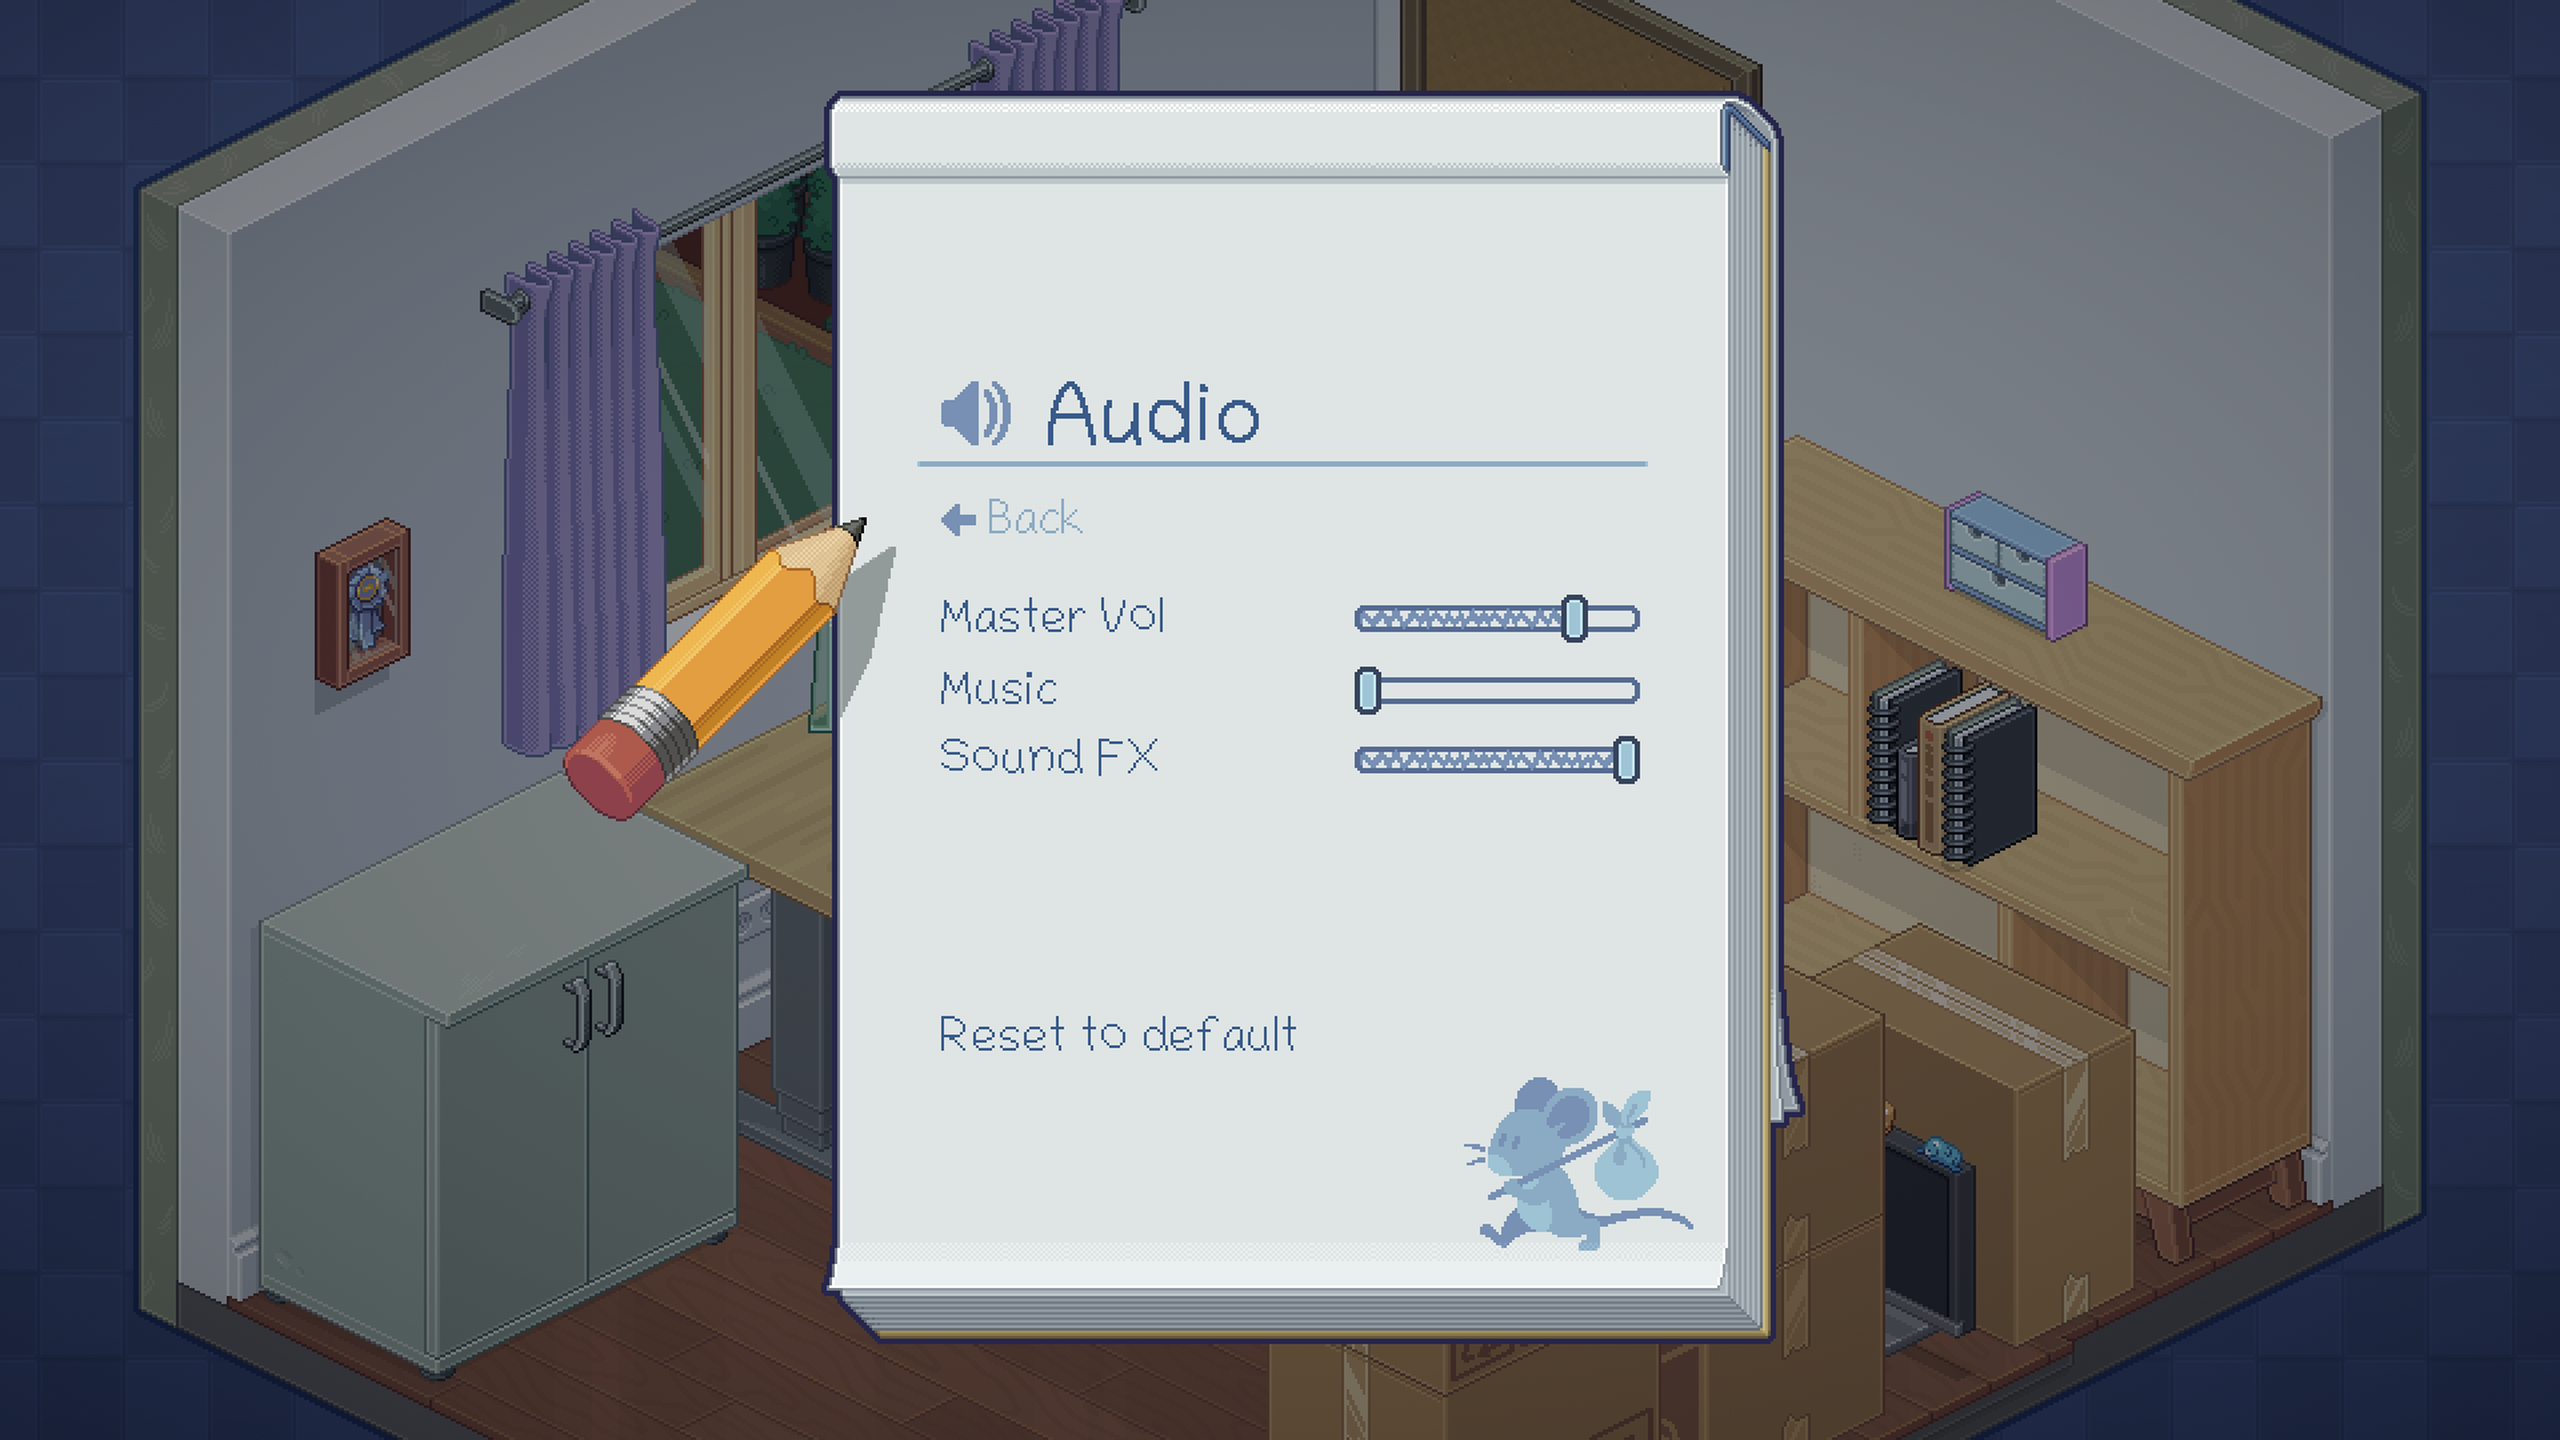 Audio
Back
Master Vol
Music
Sound FX
Reset to default